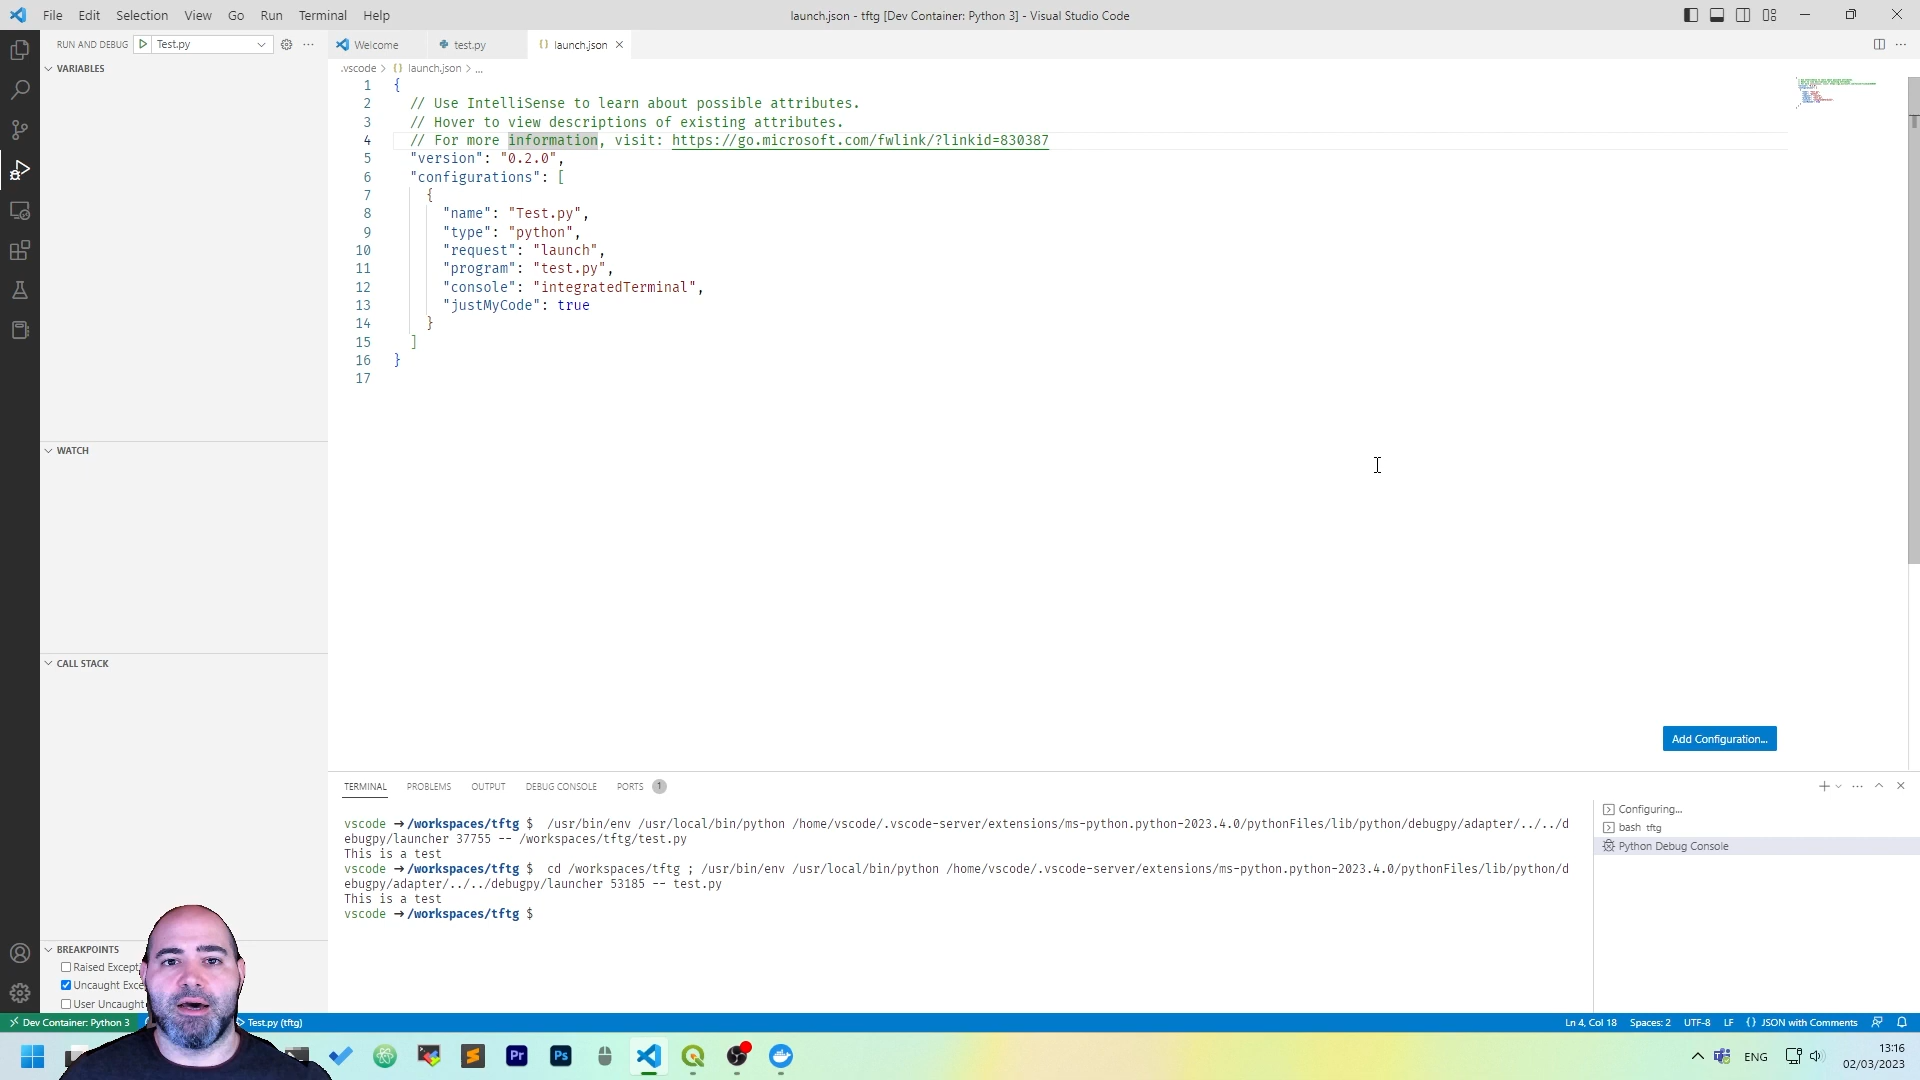 File Edit Selection View Go Run Terminal Help
launch.json - tftg [Dev Container: Python 3] - Visual Studio Code
RUN AND DEBUG Test.py
Welcome test.py launch.json
.vscode > {} launch.json > ...
VARIABLES
1 {
2 // Use IntelliSense to learn about possible attributes.
3 // Hover to view descriptions of existing attributes.
4 // For more information, visit: https://go.microsoft.com/fwlink/?linkid=830387
5 "version": "0.2.0",
6 "configurations": [
7 {
8 "name": "Test.py",
9 "type": "python",
10 "request": "launch",
11 "program": "test.py",
12 "console": "integratedTerminal",
13 "justMyCode": true
14 }
15 ]
16 }
17
WATCH
CALL STACK
Add Configuration...
TERMINAL PROBLEMS OUTPUT DEBUG CONSOLE PORTS 1
vscode → /workspaces/tftg $ /usr/bin/env /usr/local/bin/python /home/vscode/.vscode-server/extensions/ms-python.python-2023.4.0/pythonFiles/lib/python/debugpy/adapter/../../d
ebugpy/launcher 37755 -- /workspaces/tftg/test.py
This is a test
vscode → /workspaces/tftg $ cd /workspaces/tftg ; /usr/bin/env /usr/local/bin/python /home/vscode/.vscode-server/extensions/ms-python.python-2023.4.0/pythonFiles/lib/python/d
ebugpy/adapter/../../debugpy/launcher 53185 -- test.py
This is a test
vscode → /workspaces/tftg $
Configuring...
bash tftg
Python Debug Console
BREAKPOINTS
Raised Except
Uncaught Exce
User Uncaught
Dev Container: Python 3
Test.py (tftg)
Ln 4, Col 18 Spaces: 2 UTF-8 LF {} JSON with Comments
Pr Ps
ENG
13:16
02/03/2023